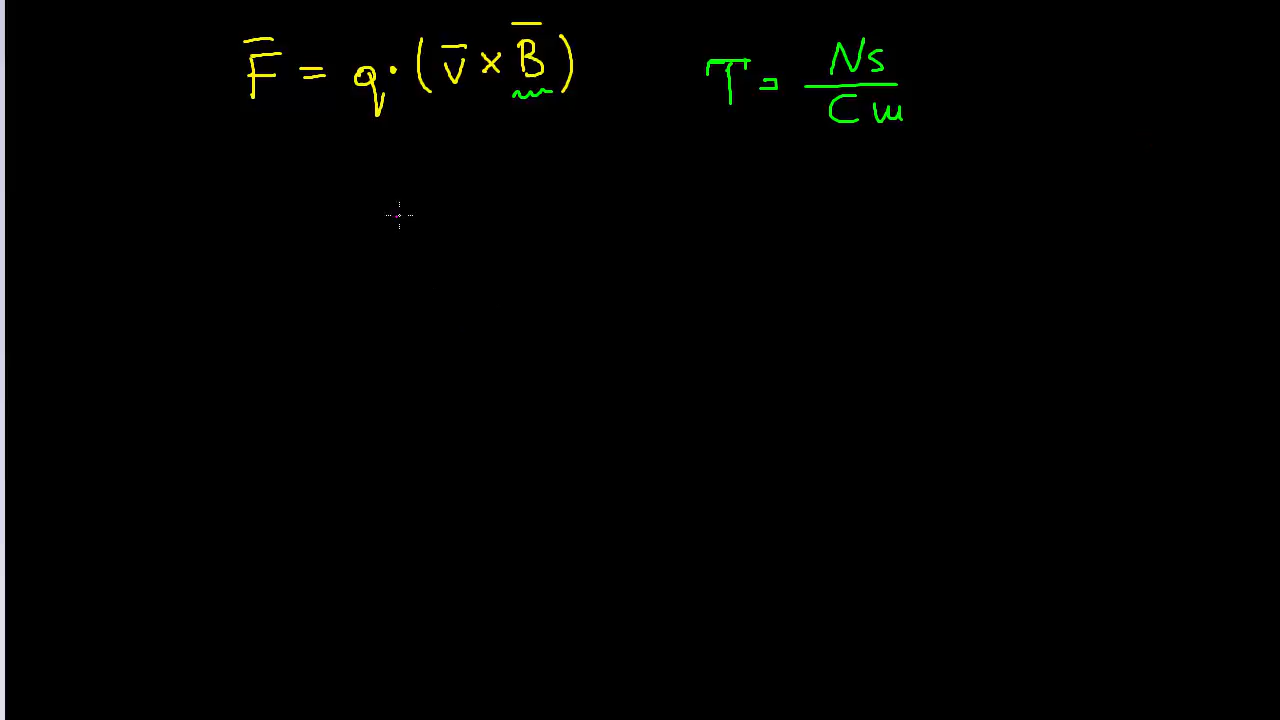 F̅ = q · ( v̅ × B̅ )
T = Ns / Cm